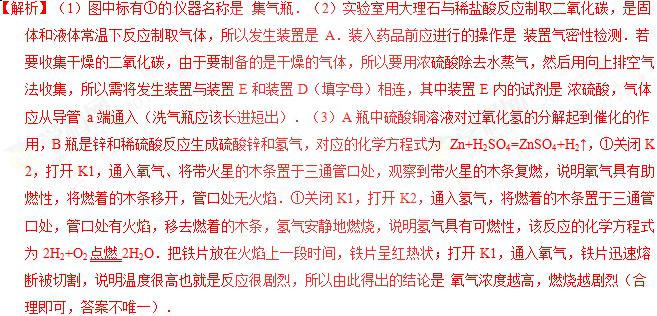 【解析】（1）图中标有①的仪器名称是 集气瓶．（2）实验室用大理石与稀盐酸反应制取二氧化碳，是固
体和液体常温下反应制取气体，所以发生装置是 A．装入药品前应进行的操作是 装置气密性检测．若
要收集干燥的二氧化碳，由于要制备的是干燥的气体，所以要用浓硫酸除去水蒸气，然后用向上排空气
法收集，所以需将发生装置与装置 E 和装置 D（填字母）相连，其中装置 E 内的试剂是 浓硫酸，气体
应从导管 a 端通入（洗气瓶应该长进短出）．（3）A 瓶中硫酸铜溶液对过氧化氢的分解起到催化的作
用，B 瓶是锌和稀硫酸反应生成硫酸锌和氢气，对应的化学方程式为 Zn+H2SO4=ZnSO4+H2↑，①关闭 K
2，打开 K1，通入氧气、将带火星的木条置于三通管口处，观察到带火星的木条复燃，说明氧气具有助
燃性，将燃着的木条移开，管口处无火焰．①关闭 K1，打开 K2，通入氢气，将燃着的木条置于三通管
口处，管口处有火焰，移去燃着的木条，氢气安静地燃烧，说明氢气具有可燃性，该反应的化学方程式
为 2H2+O2点燃2H2O．把铁片放在火焰上一段时间，铁片呈红热状；打开 K1，通入氧气，铁片迅速熔
断被切割，说明温度很高也就是反应很剧烈，所以由此得出的结论是 氧气浓度越高，燃烧越剧烈（合
理即可，答案不唯一）．